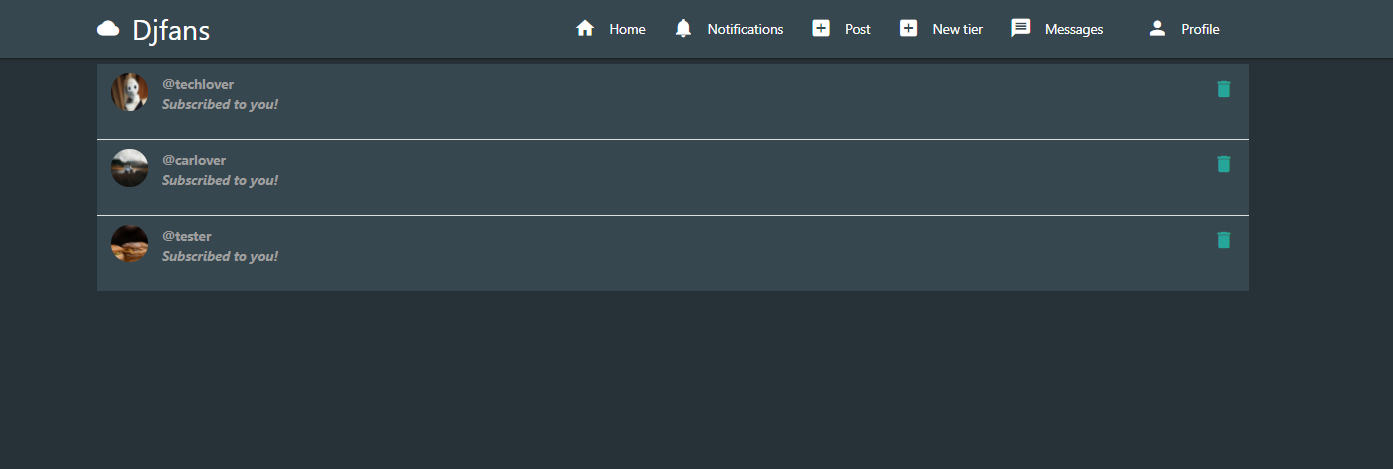 Djfans
Home Notifications Post New tier Messages Profile
@techlover
Subscribed to you!
@carlover
Subscribed to you!
@tester
Subscribed to you!